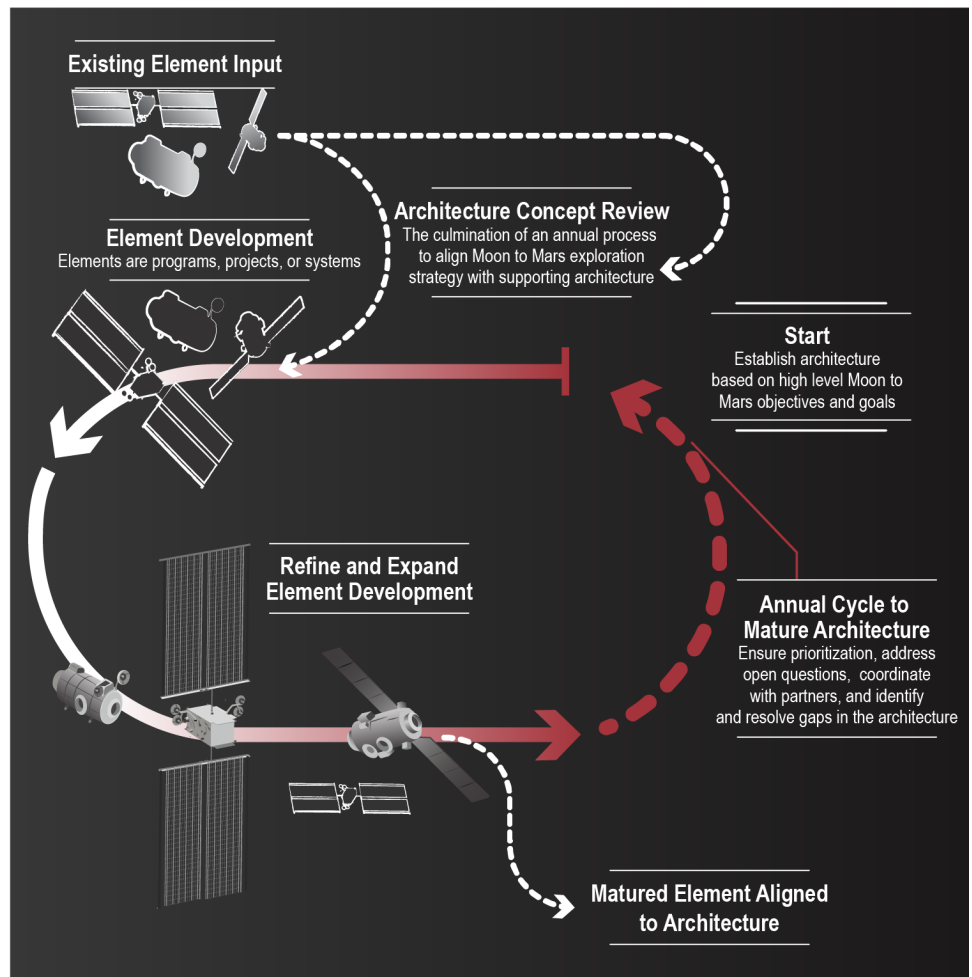 Existing Element Input
Architecture Concept Review
The culmination of an annual process
to align Moon to Mars exploration
strategy with supporting architecture
Element Development
Elements are programs, projects, or systems
Start
Establish architecture
based on high level Moon to
Mars objectives and goals
Refine and Expand
Element Development
Annual Cycle to
Mature Architecture
Ensure prioritization, address
open questions, coordinate
with partners, and identify
and resolve gaps in the architecture
Matured Element Aligned
to Architecture